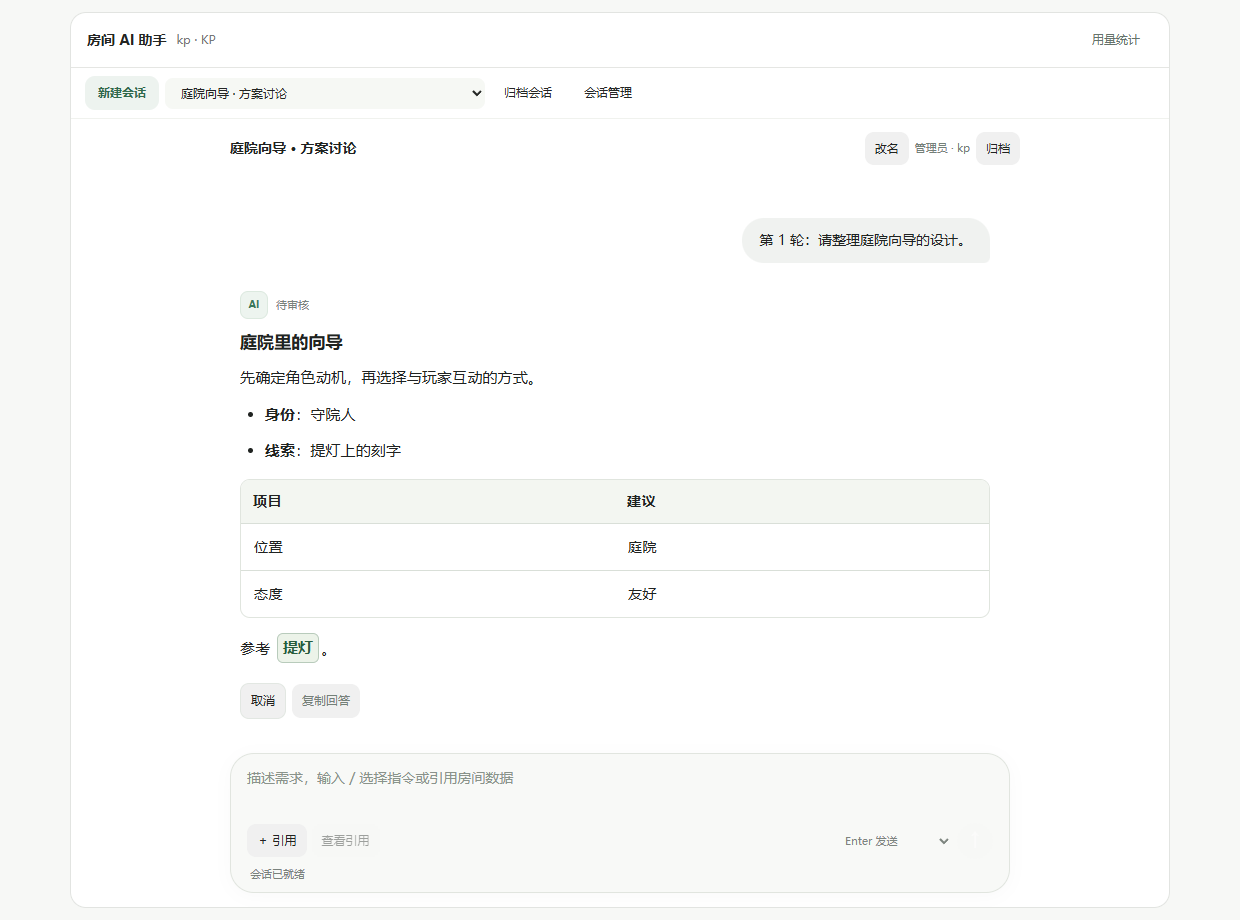 房间 AI 助手 kp · KP 用量统计
新建会话 庭院向导 · 方案讨论 归档会话 会话管理
庭院向导 • 方案讨论 改名 管理员 · kp 归档
第 1 轮：请整理庭院向导的设计。
AI 待审核
庭院里的向导
先确定角色动机，再选择与玩家互动的方式。
• 身份：守院人
• 线索：提灯上的刻字
项目 建议
位置 庭院
态度 友好
参考 提灯 。
取消 复制回答
描述需求，输入 / 选择指令或引用房间数据
+ 引用 查看引用 Enter 发送
会话已就绪